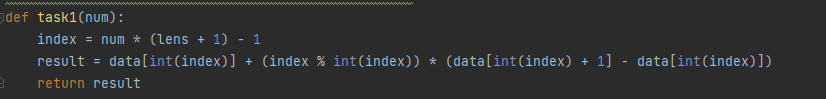 def task1(num):
    index = num * (lens + 1) - 1
    result = data[int(index)] + (index % int(index)) * (data[int(index) + 1] - data[int(index)])
    return result